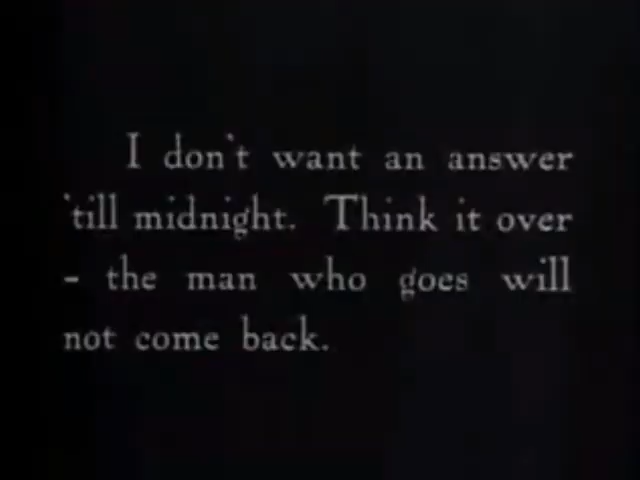 I don't want an answer
'till midnight. Think it over
- the man who goes will
not come back.